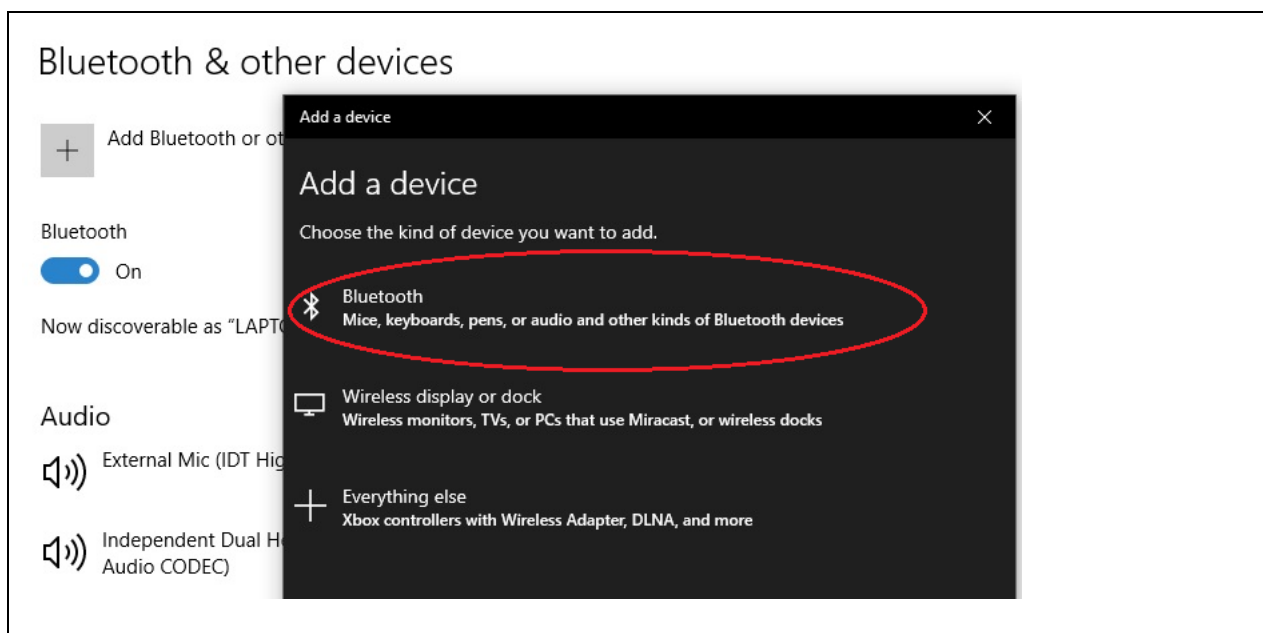 Bluetooth & other devices
Add Bluetooth or ot
Bluetooth
On
Now discoverable as “LAPT
Audio
External Mic (IDT Hig
Independent Dual H
Audio CODEC)
Add a device
Add a device
Choose the kind of device you want to add.
Bluetooth
Mice, keyboards, pens, or audio and other kinds of Bluetooth devices
Wireless display or dock
Wireless monitors, TVs, or PCs that use Miracast, or wireless docks
Everything else
Xbox controllers with Wireless Adapter, DLNA, and more